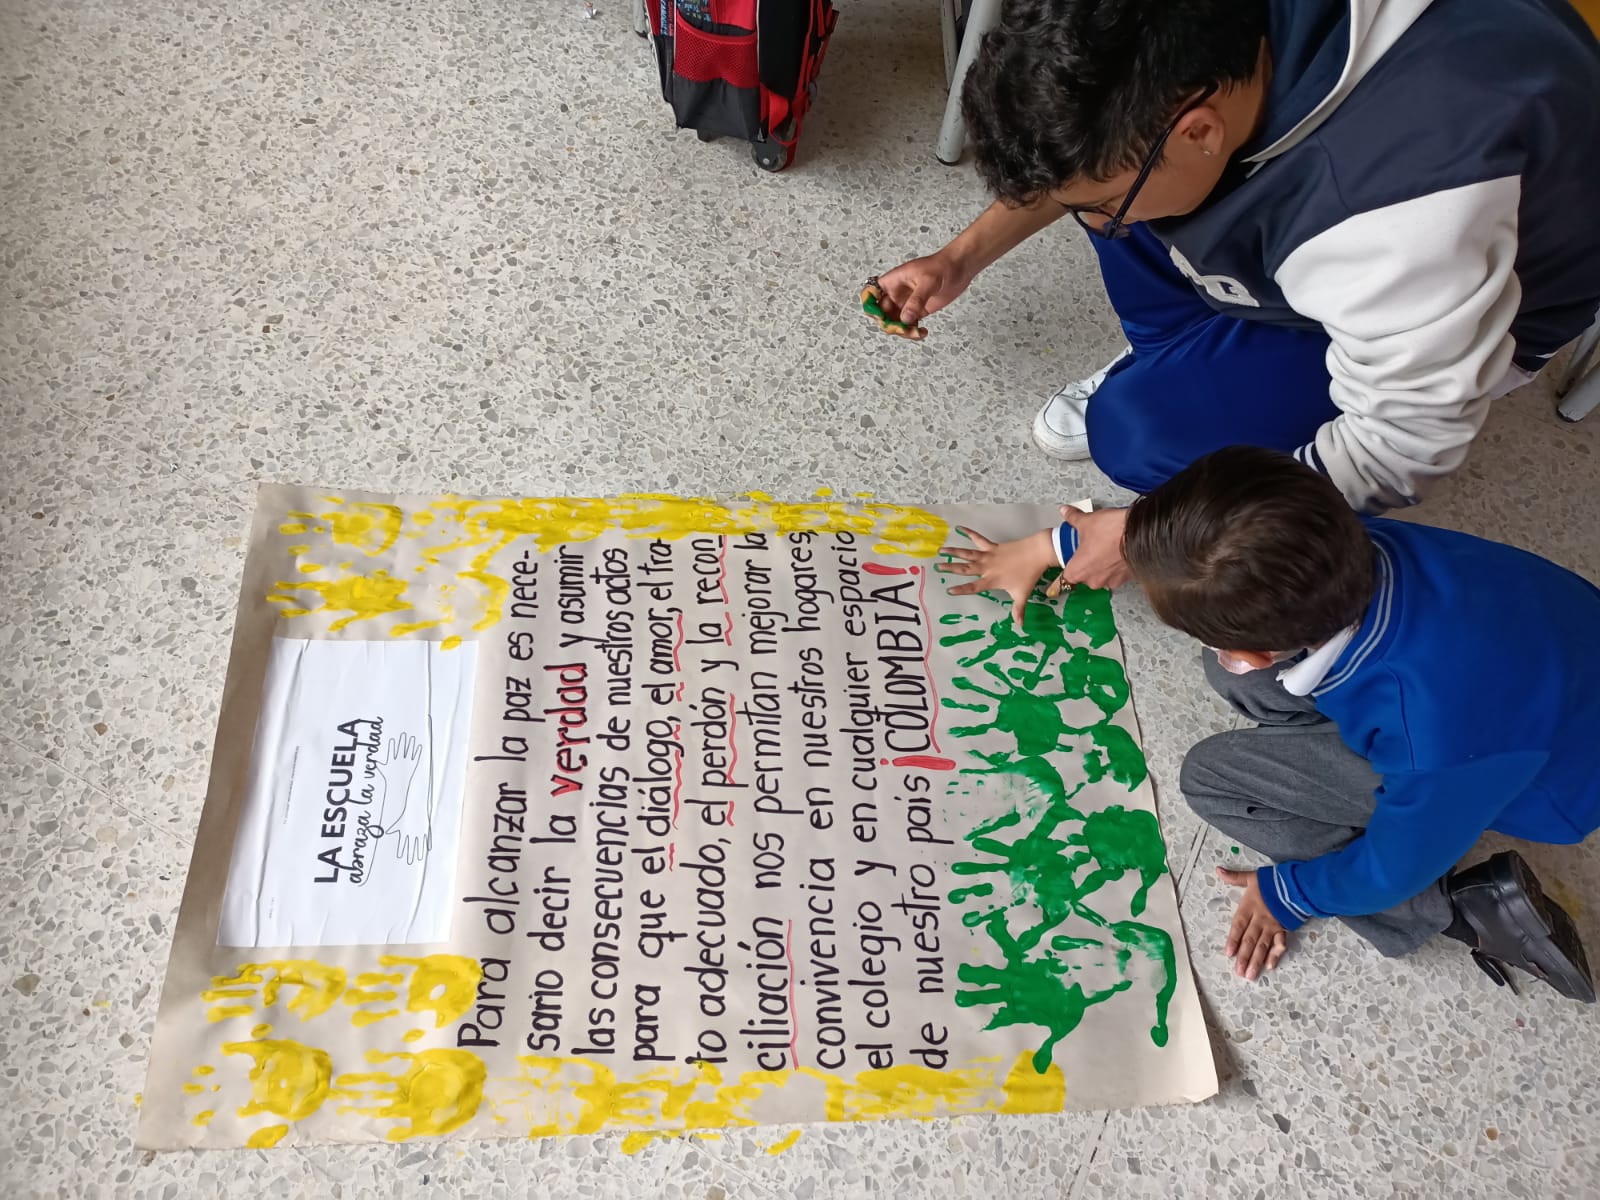 LA ESCUELA
abraza la verdad
Para alcanzar la paz es nece-
sario decir la verdad y asumir
las consecuencias de nuestros actos
para que el diálogo, el amor, el tra-
to adecuado, el perdón y la recon
ciliación nos permitan mejorar la
convivencia en nuestros hogares,
el colegio y en cualquier espacio
de nuestro país ¡COLOMBIA!